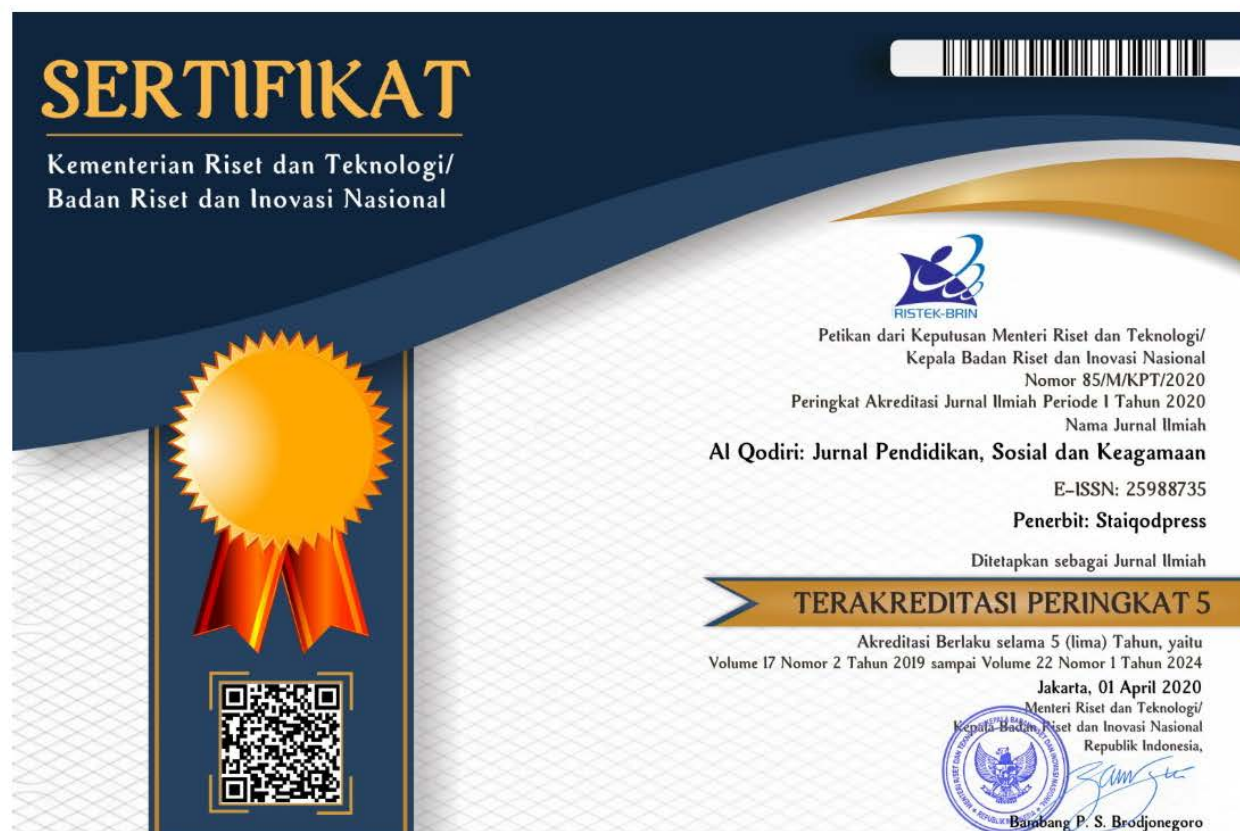 SERTIFIKAT
Kementerian Riset dan Teknologi/
Badan Riset dan Inovasi Nasional
RISTEK-BRIN
Petikan dari Keputusan Menteri Riset dan Teknologi/
Kepala Badan Riset dan Inovasi Nasional
Nomor 85/M/KPT/2020
Peringkat Akreditasi Jurnal Ilmiah Periode I Tahun 2020
Nama Jurnal Ilmiah
Al Qodiri: Jurnal Pendidikan, Sosial dan Keagamaan
E-ISSN: 25988735
Penerbit: Staiqodpress
Ditetapkan sebagai Jurnal Ilmiah
TERAKREDITASI PERINGKAT 5
Akreditasi Berlaku selama 5 (lima) Tahun, yaitu
Volume 17 Nomor 2 Tahun 2019 sampai Volume 22 Nomor 1 Tahun 2024
Jakarta, 01 April 2020
Menteri Riset dan Teknologi/
Kepala Badan Riset dan Inovasi Nasional
Republik Indonesia,
Bambang P. S. Brodjonegoro